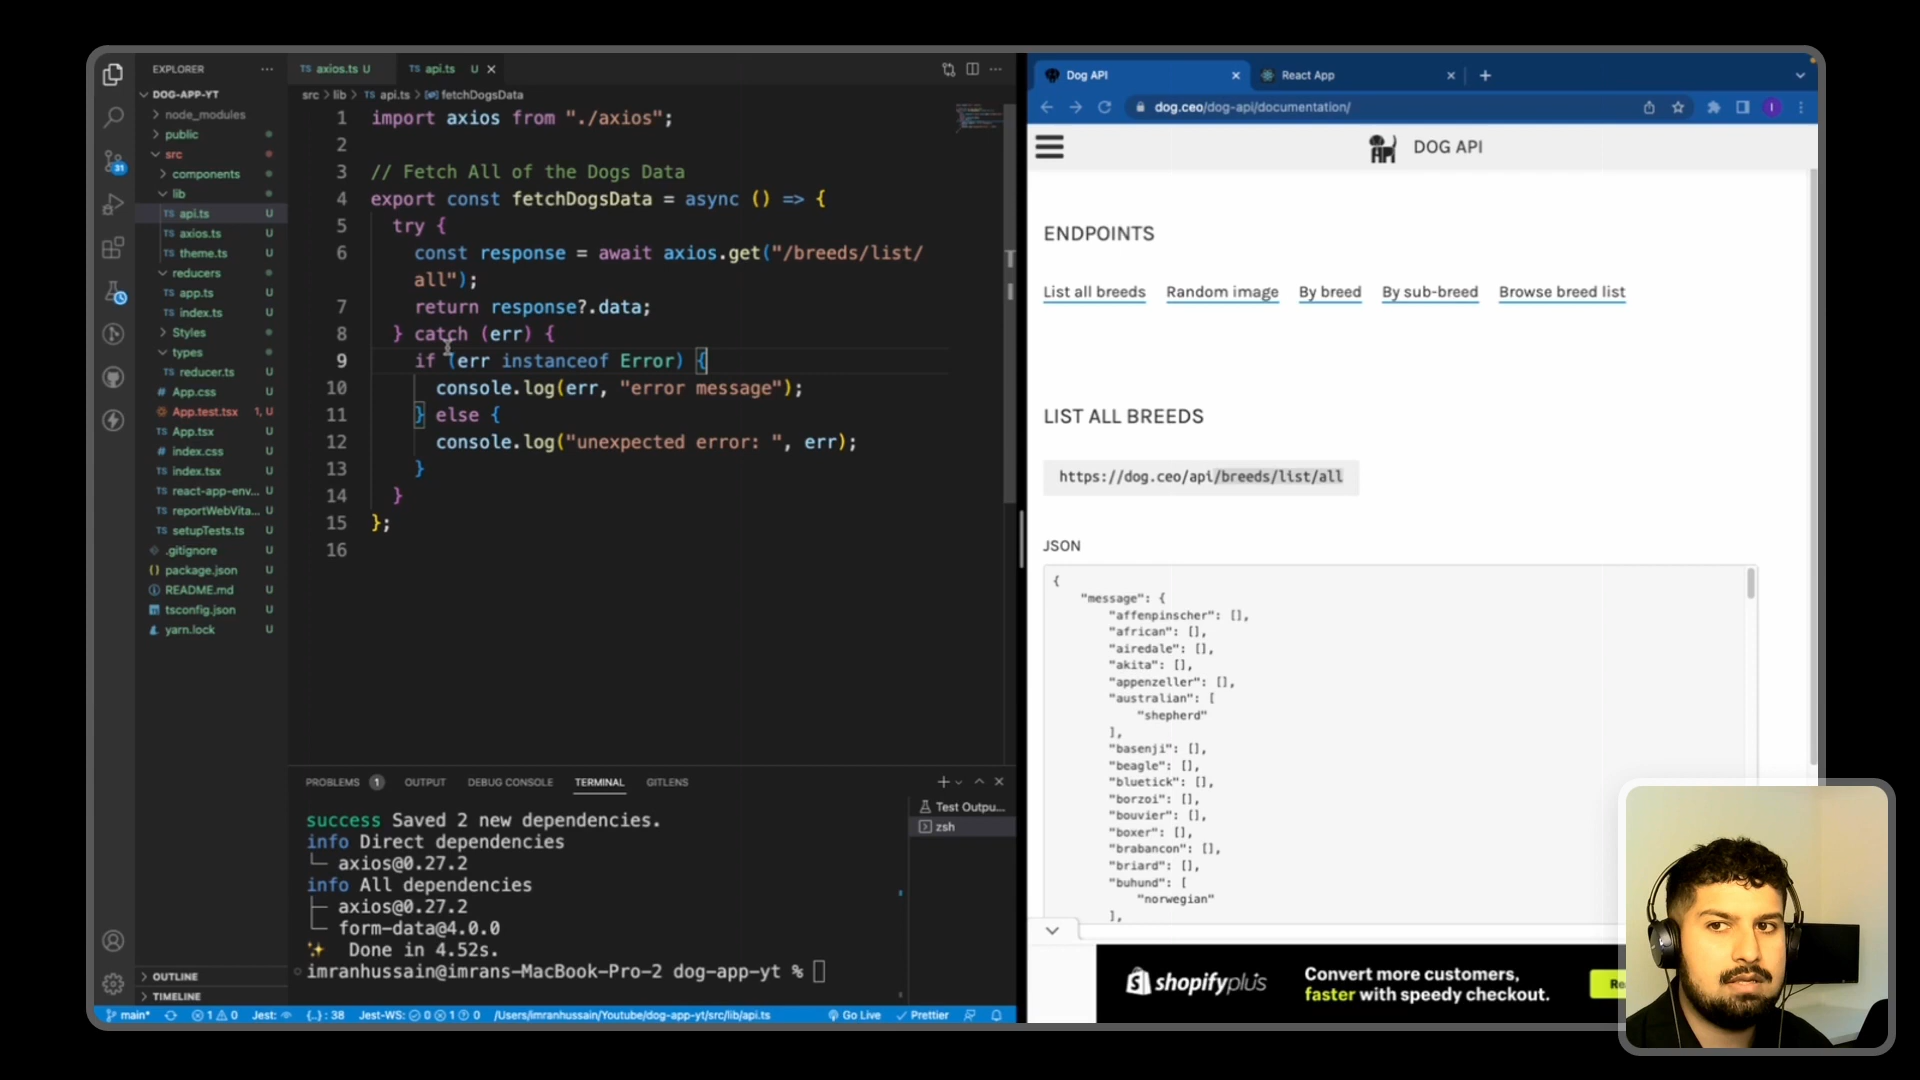 EXPLORER
DOG-APP-YT
node_modules
public
src
components
lib
TS api.ts U
TS axios.ts U
TS theme.ts U
reducers
TS app.ts U
TS index.ts U
Styles
types
TS reducer.ts U
# App.css U
App.test.tsx 1, U
TS App.tsx U
# index.css U
TS index.tsx U
TS react-app-env... U
TS reportWebVita... U
TS setupTests.ts U
.gitignore U
{} package.json U
README.md U
tsconfig.json U
yarn.lock U
OUTLINE
TIMELINE
31
TS axios.ts U
TS api.ts U
src > lib > TS api.ts > fetchDogsData
1 import axios from "./axios";
2
3 // Fetch All of the Dogs Data
4 export const fetchDogsData = async () => {
5 try {
6 const response = await axios.get("/breeds/list/
all");
7 return response?.data;
8 } catch (err) {
9 if (err instanceof Error) {
10 console.log(err, "error message");
11 } else {
12 console.log("unexpected error: ", err);
13 }
14 }
15 };
16
PROBLEMS 1 OUTPUT DEBUG CONSOLE TERMINAL GITLENS
Test Outpu...
zsh
success Saved 2 new dependencies.
info Direct dependencies
└─ axios@0.27.2
info All dependencies
├─ axios@0.27.2
└─ form-data@4.0.0
✨ Done in 4.52s.
imranhussain@imrans-MacBook-Pro-2 dog-app-yt %
main* 1 0 Jest: {..} : 38 Jest-WS: 0 1 0 /Users/imranhussain/Youtube/dog-app-yt/src/lib/api.ts Go Live Prettier
Dog API
React App
dog.ceo/dog-api/documentation/
I
DOG API
ENDPOINTS
List all breeds Random image By breed By sub-breed Browse breed list
LIST ALL BREEDS
https://dog.ceo/api/breeds/list/all
JSON
{
"message": {
"affenpinscher": [],
"african": [],
"airedale": [],
"akita": [],
"appenzeller": [],
"australian": [
"shepherd"
],
"basenji": [],
"beagle": [],
"bluetick": [],
"borzoi": [],
"bouvier": [],
"boxer": [],
"brabancon": [],
"briard": [],
"buhund": [
"norwegian"
],
shopifyplus
Convert more customers,
faster with speedy checkout.